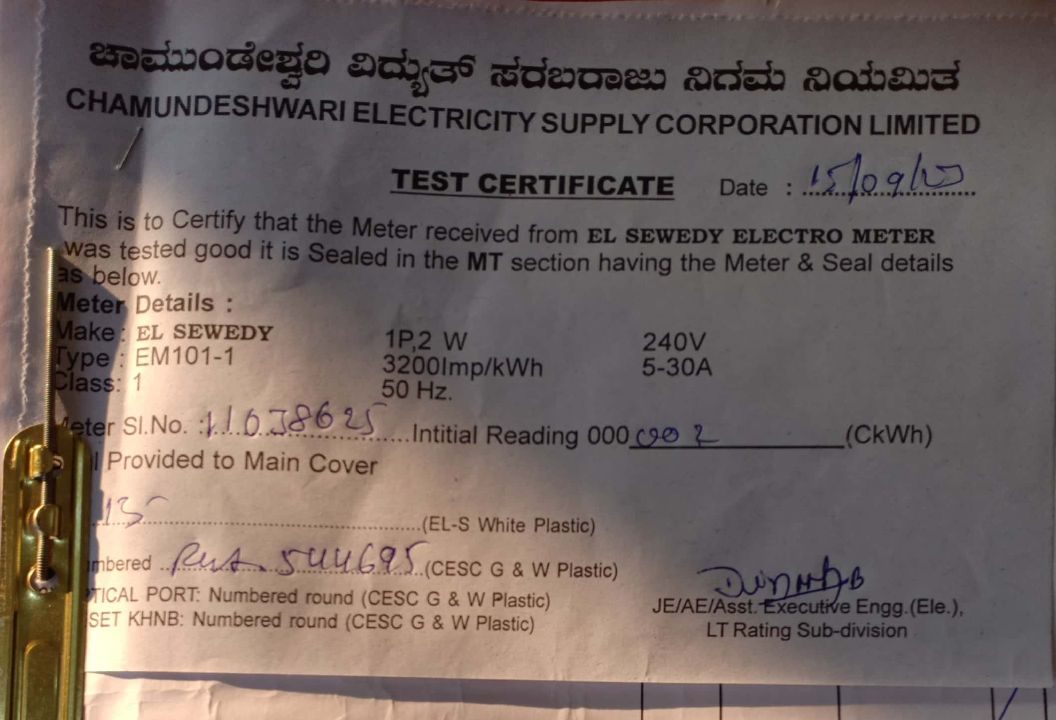 ಚಾಮುಂಡೇಶ್ವರಿ ವಿದ್ಯುತ್ ಸರಬರಾಜು ನಿಗಮ ನಿಯಮಿತ
CHAMUNDESHWARI ELECTRICITY SUPPLY CORPORATION LIMITED
TEST CERTIFICATE Date :
This is to Certify that the Meter received from EL SEWEDY ELECTRO METER
was tested good it is Sealed in the MT section having the Meter & Seal details
as below.
Meter Details :
Make : EL SEWEDY 1P,2 W 240V
Type : EM101-1 3200Imp/kWh 5-30A
Class: 1 50 Hz.
Meter Sl.No. : Intitial Reading 000 (CkWh)
Provided to Main Cover
(EL-S White Plastic)
544695 (CESC G & W Plastic)
PORT: Numbered round (CESC G & W Plastic)
SET KHNB: Numbered round (CESC G & W Plastic)
JE/AE/Asst. Executive Engg.(Ele.),
LT Rating Sub-division